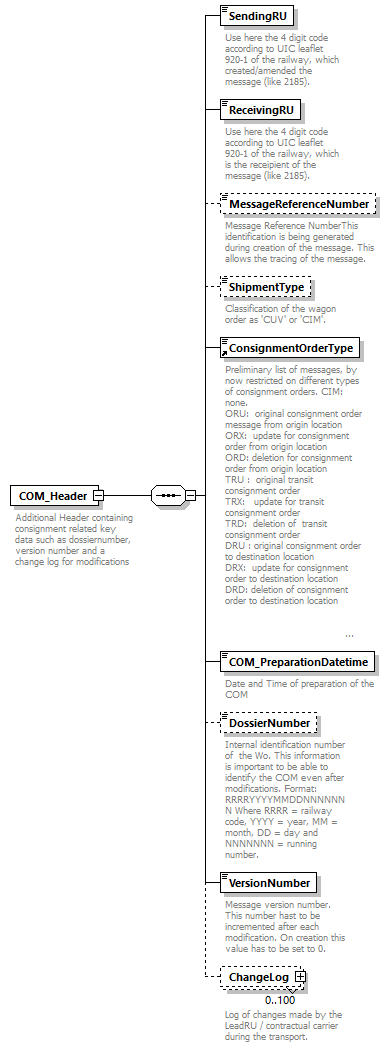 SendingRU
Use here the 4 digit code
according to UIC leaflet
920-1 of the railway, which
created/amended the
message (like 2185).
ReceivingRU
Use here the 4 digit code
according to UIC leaflet
920-1 of the railway, which
is the receipient of the
message (like 2185).
MessageReferenceNumber
Message Reference NumberThis
identification is being generated
during creation of the message. This
allows the tracing of the message.
ShipmentType
Classification of the wagon
order as 'CUV' or 'CIM'.
ConsignmentOrderType
Preliminary list of messages, by
now restricted on different types
of consignment orders. CIM:
none.
ORU:  original consignment order
message from origin location
ORX:  update for consignment
order from origin location
ORD: deletion for consignment
order from origin location
TRU :  original transit
consignment order
TRX:   update for transit
consignment order
TRD:  deletion of  transit
consignment order
DRU : original consignment order
to destination location
DRX:  update for consignment
order to destination location
DRD: deletion of consignment
order to destination location
...
COM_Header
Additional Header containing
consignment related key
data such as dossiernumber,
version number and a
change log for modifications
COM_PreparationDatetime
Date and Time of preparation of the
COM
DossierNumber
Internal identification number
of  the Wo. This information
is important to be able to
identify the COM even after
modifications. Format:
RRRRYYYYMMDDNNNNNN
N Where RRRR = railway
code, YYYY = year, MM =
month, DD = day and
NNNNNNN = running
number.
VersionNumber
Message version number.
This number hast to be
incremented after each
modification. On creation this
value has to be set to 0.
ChangeLog
0..100
Log of changes made by the
LeadRU / contractual carrier
during the transport.